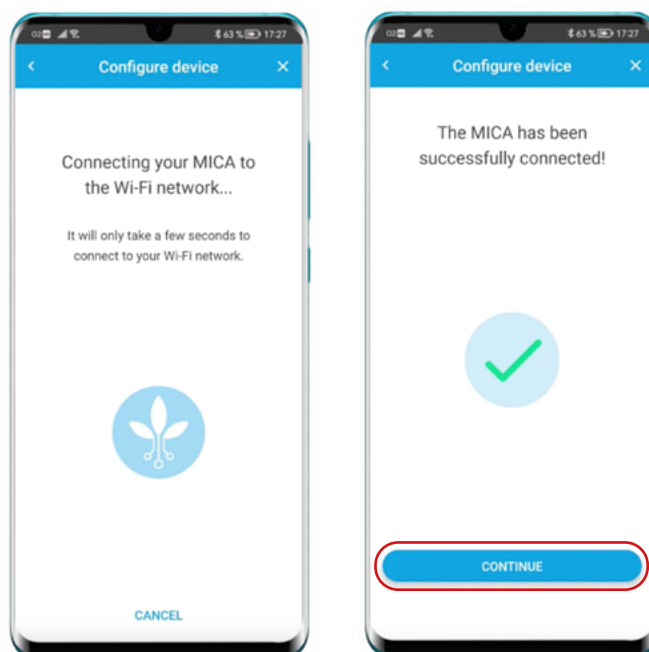 O2 63 % 17:27
Configure device
Connecting your MICA to
the Wi-Fi network...
It will only take a few seconds to
connect to your Wi-Fi network.
CANCEL
O2 63 % 17:27
Configure device
The MICA has been
successfully connected!
CONTINUE